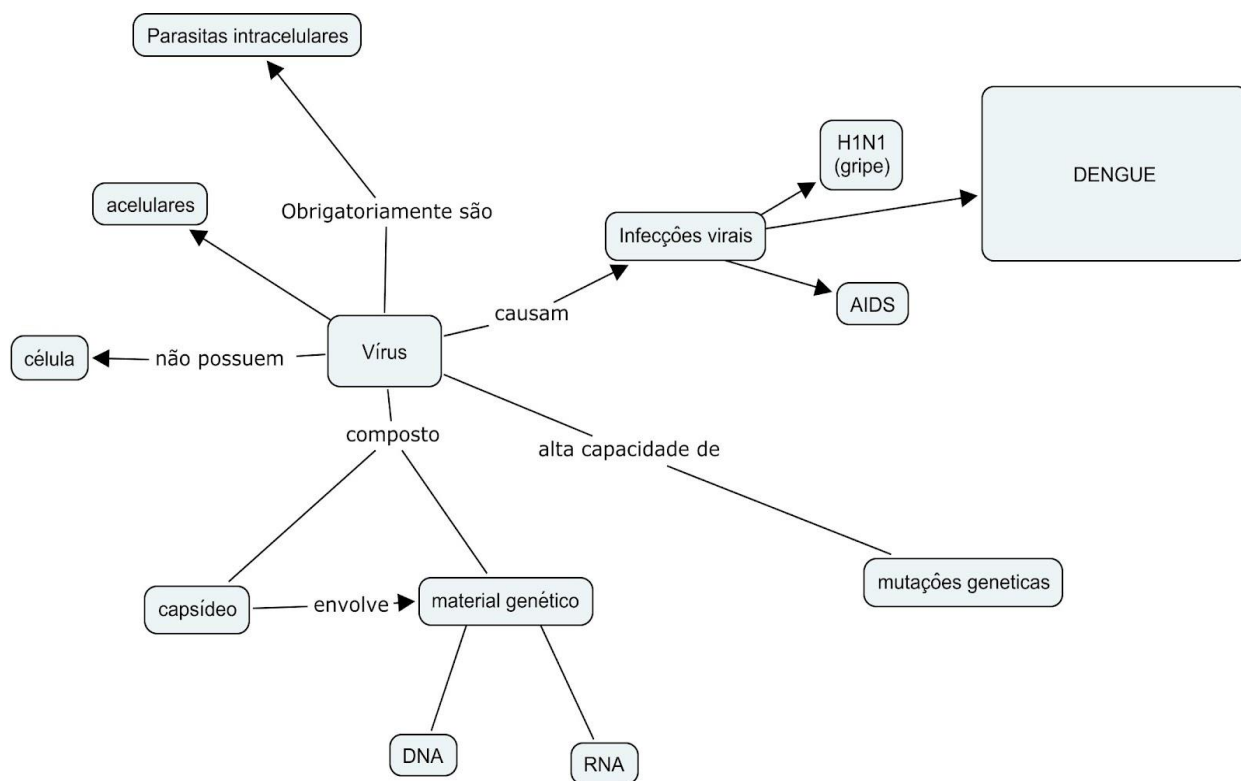 Parasitas intracelulares
H1N1
(gripe)
DENGUE
acelulares
Obrigatoriamente são
Infecções virais
AIDS
causam
célula
não possuem
Vírus
composto
alta capacidade de
mutações geneticas
capsídeo
envolve
material genético
DNA
RNA